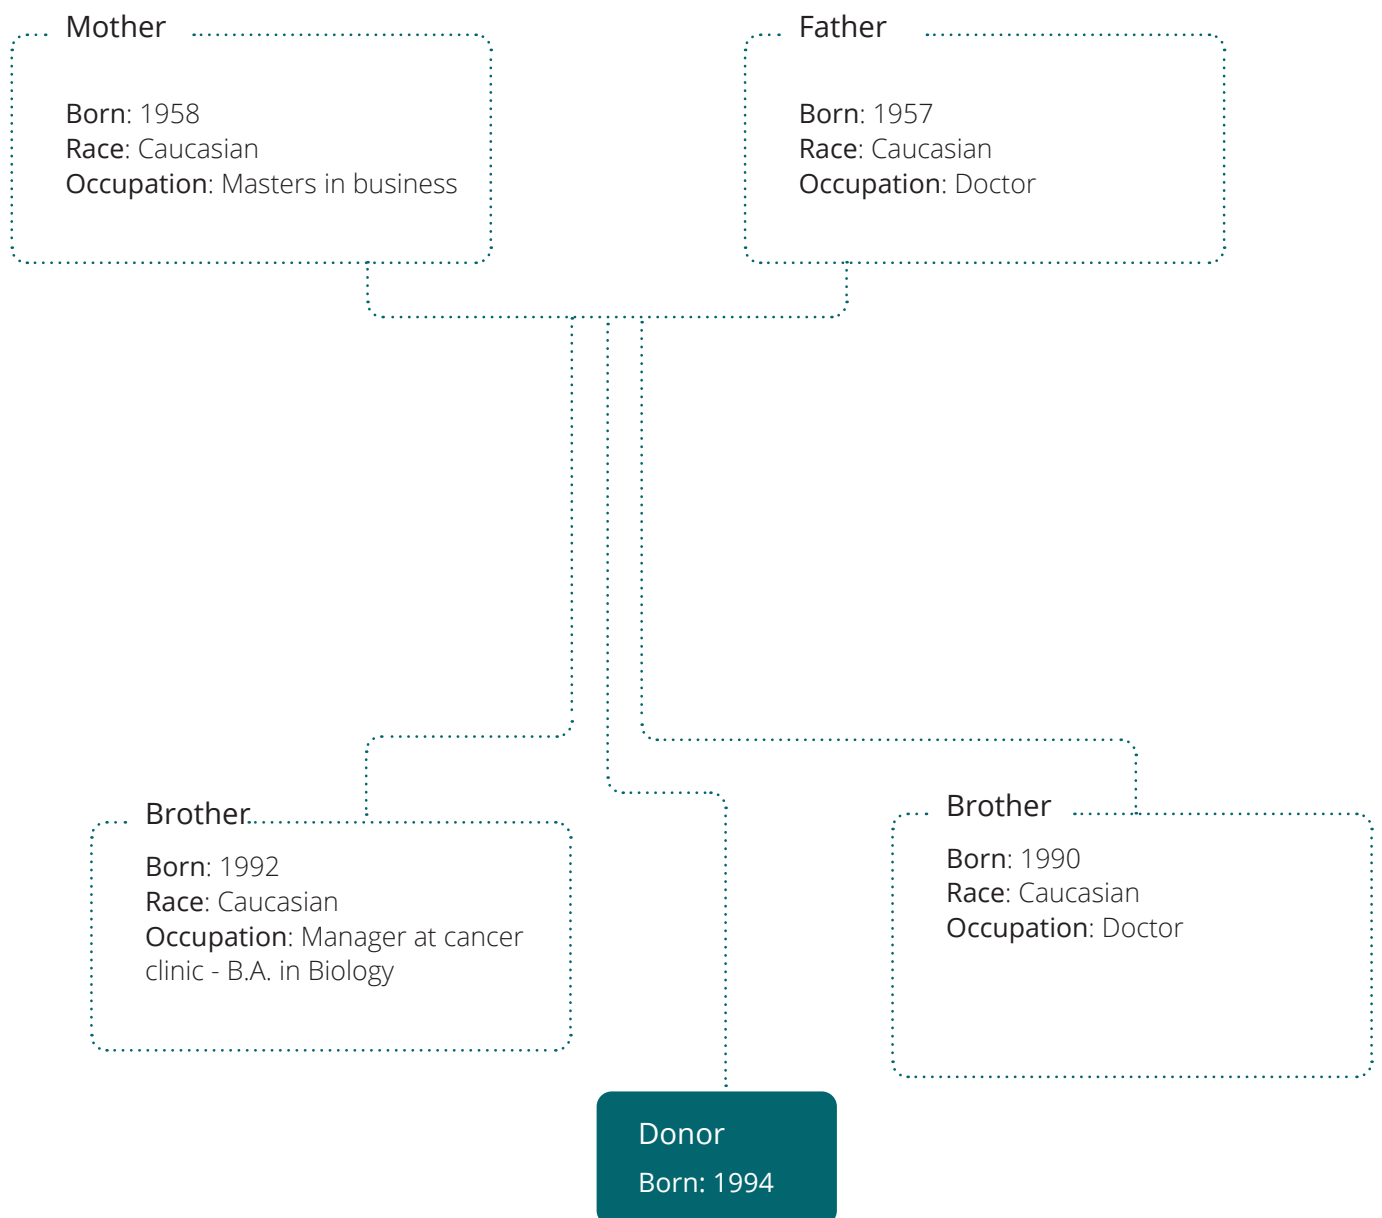 Mother
Born: 1958
Race: Caucasian
Occupation: Masters in business
Father
Born: 1957
Race: Caucasian
Occupation: Doctor
Brother
Born: 1992
Race: Caucasian
Occupation: Manager at cancer
clinic - B.A. in Biology
Brother
Born: 1990
Race: Caucasian
Occupation: Doctor
Donor
Born: 1994